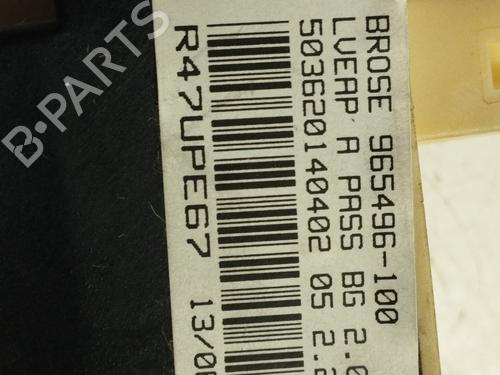 BROSE 965496-100
LVEAP A PASS BG 2.0
503620140402 05 2.2
R47UPE67 13/0
B-PARTS